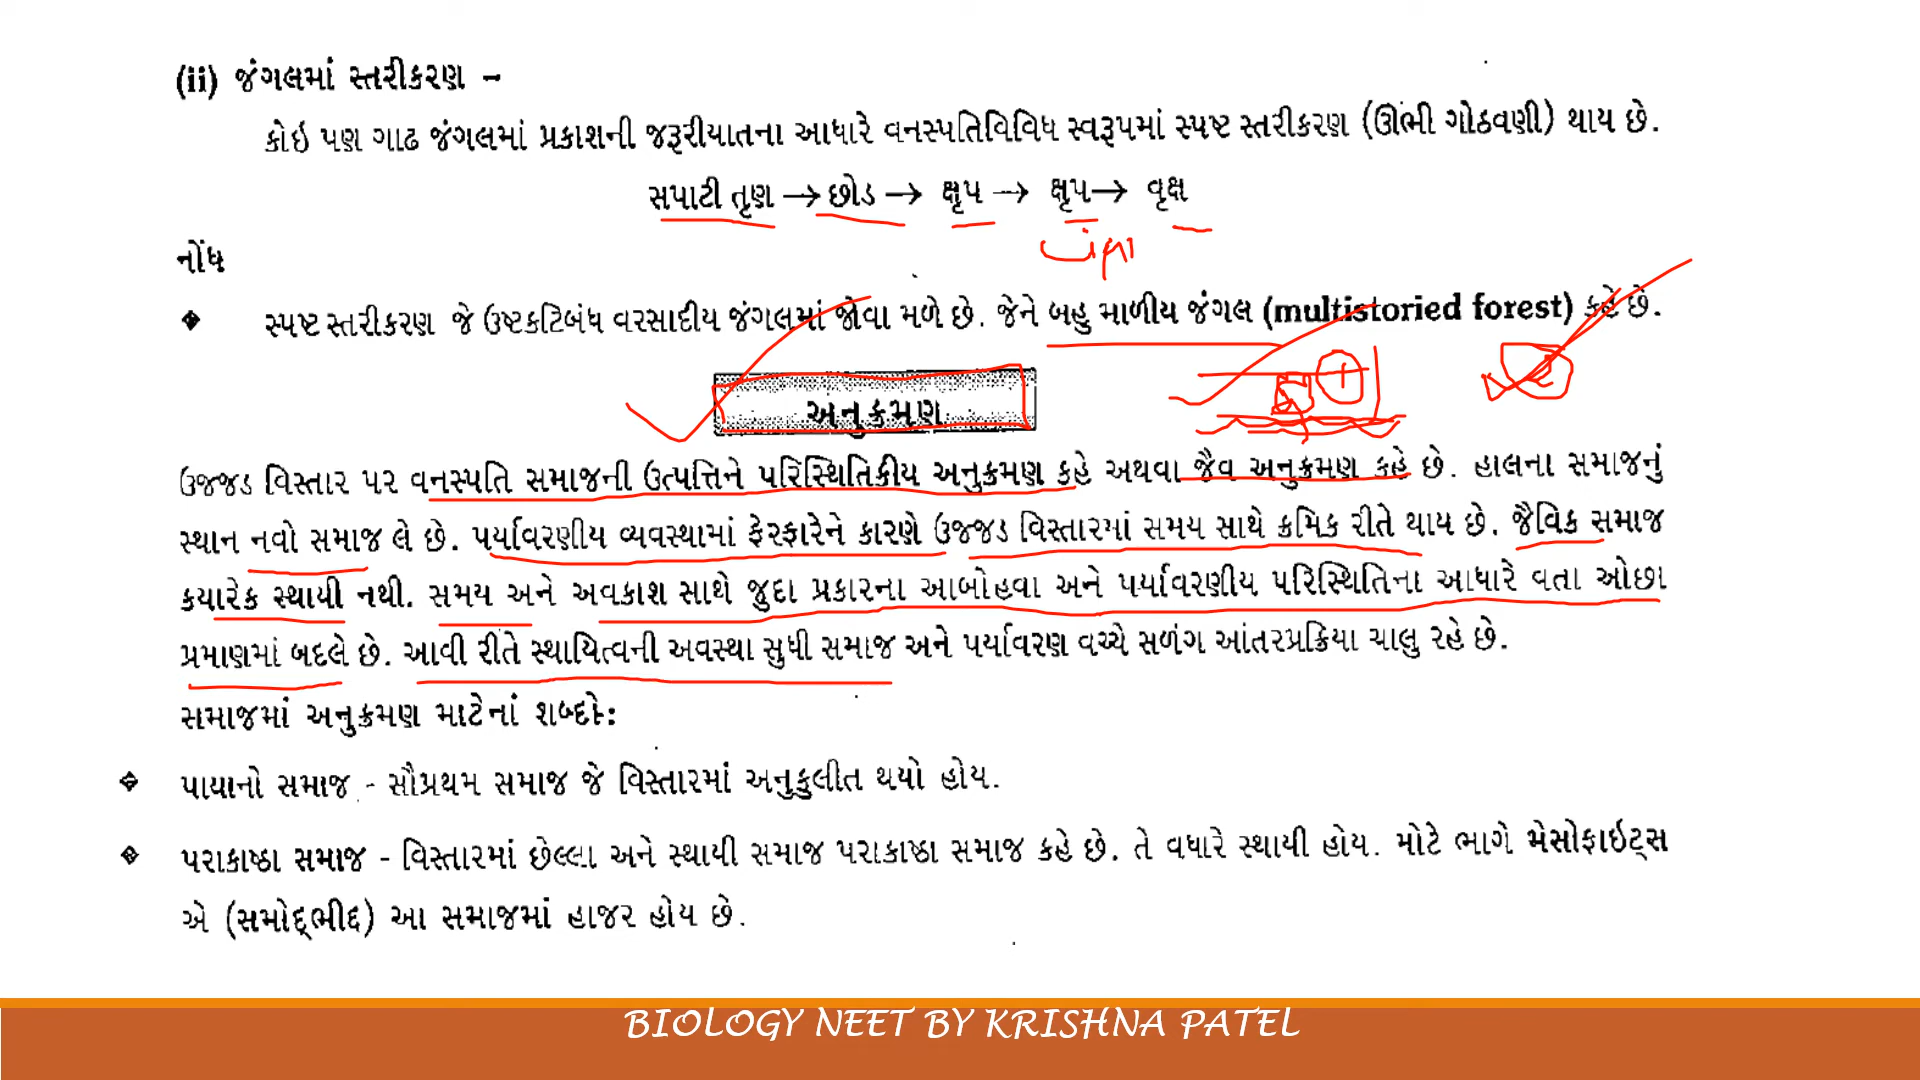 (ii) જંગલમાં સ્તરીકરણ –
કોઇ પણ ગાઢ જંગલમાં પ્રકાશની જરૂરીયાતના આધારે વનસ્પતિવિવિધ સ્વરૂપમાં સ્પષ્ટ સ્તરીકરણ (ઊભી ગોઠવણી) થાય છે.
સપાટી તૃણ → છોડ → ક્ષૃપ → ક્ષૃપ → વૃક્ષ
નોંધ
❖ સ્પષ્ટ સ્તરીકરણ જે ઉષ્ટકટિબંધ વરસાદીય જંગલમાં જોવા મળે છે. જેને બહુ માળીય જંગલ (multistoried forest) કહે છે.
અનુક્રમણ
ઉજ્જડ વિસ્તાર પર વનસ્પતિ સમાજની ઉત્પત્તિને પરિસ્થિતિકીય અનુક્રમણ કહે અથવા જૈવ અનુક્રમણ કહે છે. હાલના સમાજનું
સ્થાન નવો સમાજ લે છે. પર્યાવરણીય વ્યવસ્થામાં ફેરફારેને કારણે ઉજ્જડ વિસ્તારમાં સમય સાથે ક્રમિક રીતે થાય છે. જૈવિક સમાજ
કયારેક સ્થાયી નથી. સમય અને અવકાશ સાથે જુદા પ્રકારના આબોહવા અને પર્યાવરણીય પરિસ્થિતિના આધારે વતા ઓછા
પ્રમાણમાં બદલે છે. આવી રીતે સ્થાયિત્વની અવસ્થા સુધી સમાજ અને પર્યાવરણ વચ્ચે સળંગ આંતરપ્રક્રિયા ચાલુ રહે છે.
સમાજમાં અનુક્રમણ માટેનાં શબ્દો:
❖ પાયાનો સમાજ - સૌપ્રથમ સમાજ જે વિસ્તારમાં અનુકુલીત થયો હોય.
❖ પરાકાષ્ઠા સમાજ - વિસ્તારમાં છેલ્લા અને સ્થાયી સમાજ પરાકાષ્ઠા સમાજ કહે છે. તે વધારે સ્થાયી હોય. મોટે ભાગે મેસોફાઇટ્સ
એ (સમોદ્ભીદ) આ સમાજમાં હાજર હોય છે.
BIOLOGY NEET BY KRISHNA PATEL